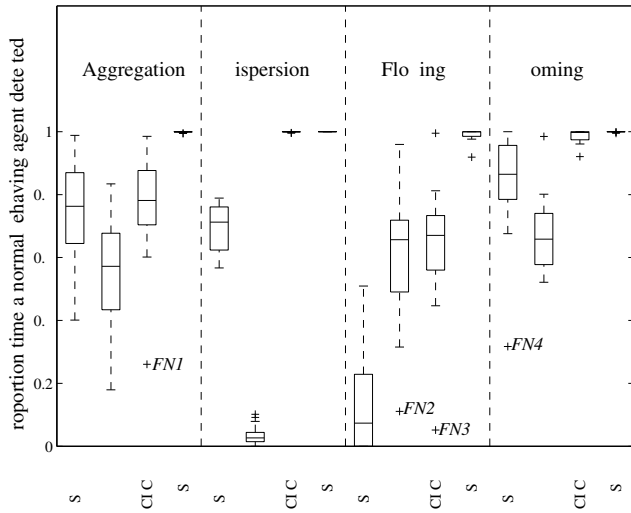 Aggregation ispersion Flo ing oming
roportion time a normal ehaving agent dete ted
1
0.
0.
0.
0.2
0
FN1
FN2
FN3
FN4
S CI C S S CI C S S CI C S S CI C S